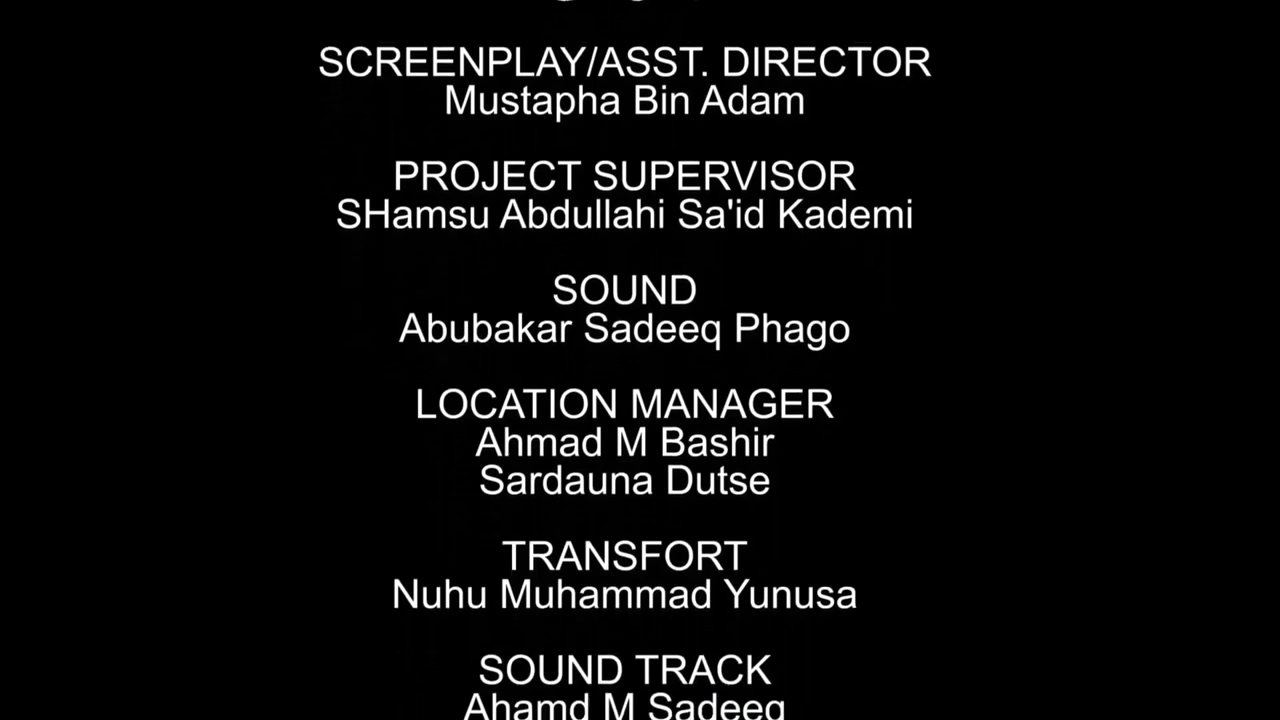 SCREENPLAY/ASST. DIRECTOR
Mustapha Bin Adam
PROJECT SUPERVISOR
SHamsu Abdullahi Sa'id Kademi
SOUND
Abubakar Sadeeq Phago
LOCATION MANAGER
Ahmad M Bashir
Sardauna Dutse
TRANSFORT
Nuhu Muhammad Yunusa
SOUND TRACK
Ahamd M Sadeeq